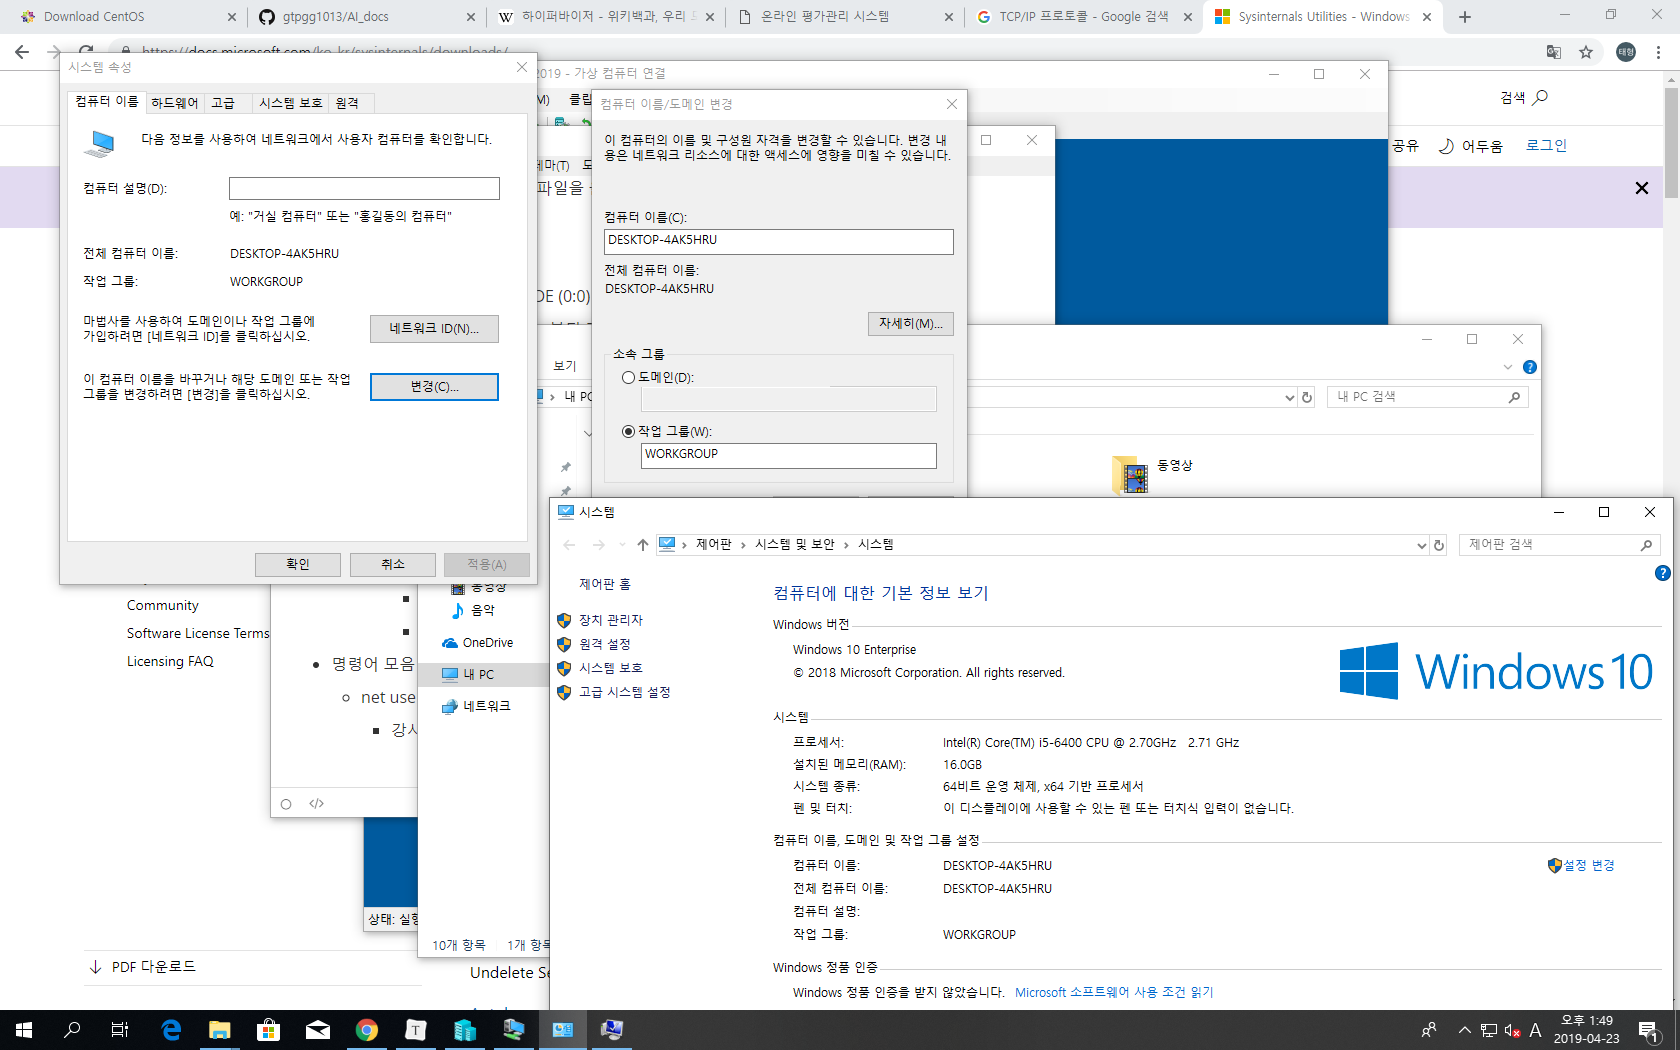 Download CentOS
gtpgg1013/AI_docs
하이퍼바이저 - 위키백과, 우리
온라인 평가관리 시스템
TCP/IP 프로토콜 - Google 검색
Sysinternals Utilities - Windows
https://docs.microsoft.com/ko-kr/sysinternals/downloads/
태형
검색
공유
어두움
로그인
2019 - 가상 컴퓨터 연결
클립
테마(T)
파일을
DE (0:0)
시스템 속성
컴퓨터 이름
하드웨어
고급
시스템 보호
원격
다음 정보를 사용하여 네트워크에서 사용자 컴퓨터를 확인합니다.
컴퓨터 설명(D):
예: "거실 컴퓨터" 또는 "홍길동의 컴퓨터"
전체 컴퓨터 이름:
DESKTOP-4AK5HRU
작업 그룹:
WORKGROUP
마법사를 사용하여 도메인이나 작업 그룹에
가입하려면 [네트워크 ID]를 클릭하십시오.
네트워크 ID(N)...
이 컴퓨터 이름을 바꾸거나 해당 도메인 또는 작업
그룹을 변경하려면 [변경]을 클릭하십시오.
변경(C)...
확인
취소
적용(A)
컴퓨터 이름/도메인 변경
이 컴퓨터의 이름 및 구성원 자격을 변경할 수 있습니다. 변경 내
용은 네트워크 리소스에 대한 액세스에 영향을 미칠 수 있습니다.
컴퓨터 이름(C):
DESKTOP-4AK5HRU
전체 컴퓨터 이름:
DESKTOP-4AK5HRU
자세히(M)...
소속 그룹
도메인(D):
작업 그룹(W):
WORKGROUP
보기
내 PC
내 PC 검색
동영상
동영상
음악
OneDrive
내 PC
네트워크
10개 항목
1개 항목
Community
Software License Terms
Licensing FAQ
명령어 모음
net use
강사
상태: 실행
PDF 다운로드
Undelete Se
시스템
제어판
시스템 및 보안
시스템
제어판 검색
제어판 홈
장치 관리자
원격 설정
시스템 보호
고급 시스템 설정
컴퓨터에 대한 기본 정보 보기
Windows 버전
Windows 10 Enterprise
© 2018 Microsoft Corporation. All rights reserved.
Windows 10
시스템
프로세서:
Intel(R) Core(TM) i5-6400 CPU @ 2.70GHz 2.71 GHz
설치된 메모리(RAM):
16.0GB
시스템 종류:
64비트 운영 체제, x64 기반 프로세서
펜 및 터치:
이 디스플레이에 사용할 수 있는 펜 또는 터치식 입력이 없습니다.
컴퓨터 이름, 도메인 및 작업 그룹 설정
컴퓨터 이름:
DESKTOP-4AK5HRU
설정 변경
전체 컴퓨터 이름:
DESKTOP-4AK5HRU
컴퓨터 설명:
작업 그룹:
WORKGROUP
Windows 정품 인증
Windows 정품 인증을 받지 않았습니다. Microsoft 소프트웨어 사용 조건 읽기
A
오후 1:49
2019-04-23
1